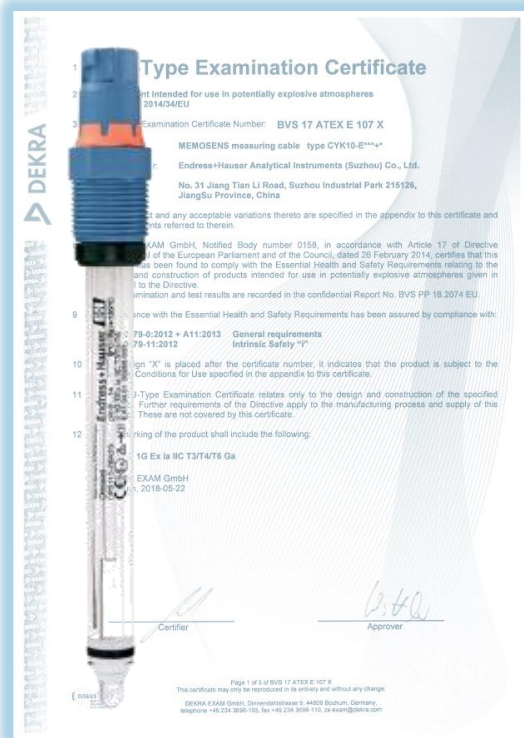 1 Type Examination Certificate
2 nt intended for use in potentially explosive atmospheres
2014/34/EU
3 Examination Certificate Number: BVS 17 ATEX E 107 X
MEMOSENS measuring cable type CYK10-E***+*
r: Endress+Hauser Analytical Instruments (Suzhou) Co., Ltd.
No. 31 Jiang Tian Li Road, Suzhou Industrial Park 215126,
JiangSu Province, China
ct and any acceptable variations thereto are specified in the appendix to this certificate and
nts referred to therein.
XAM GmbH, Notified Body number 0158, in accordance with Article 17 of Directive
U of the European Parliament and of the Council, dated 26 February 2014, certifies that this
has been found to comply with the Essential Health and Safety Requirements relating to the
and construction of products intended for use in potentially explosive atmospheres given in
I to the Directive.
mination and test results are recorded in the confidential Report No. BVS PP 18.2074 EU.
9 ance with the Essential Health and Safety Requirements has been assured by compliance with:
79-0:2012 + A11:2013 General requirements
79-11:2012 Intrinsic Safety "i"
10 ign "X" is placed after the certificate number, it indicates that the product is subject to the
Conditions for Use specified in the appendix to this certificate.
11 U-Type Examination Certificate relates only to the design and construction of the specified
Further requirements of the Directive apply to the manufacturing process and supply of this
These are not covered by this certificate.
12 rking of the product shall include the following:
1G Ex ia IIC T3/T4/T6 Ga
EXAM GmbH
2018-05-22
Certifier Approver
Page 1 of 3 of BVS 17 ATEX E 107 X
This certificate may only be reproduced in its entirety and without any change.
DEKRA EXAM GmbH, Dinnendahlstrasse 9, 44809 Bochum, Germany,
telephone +49.234.3696-105, fax +49.234.3696-110, zs-exam@dekra.com
DEKRA
Endress+Hauser EH